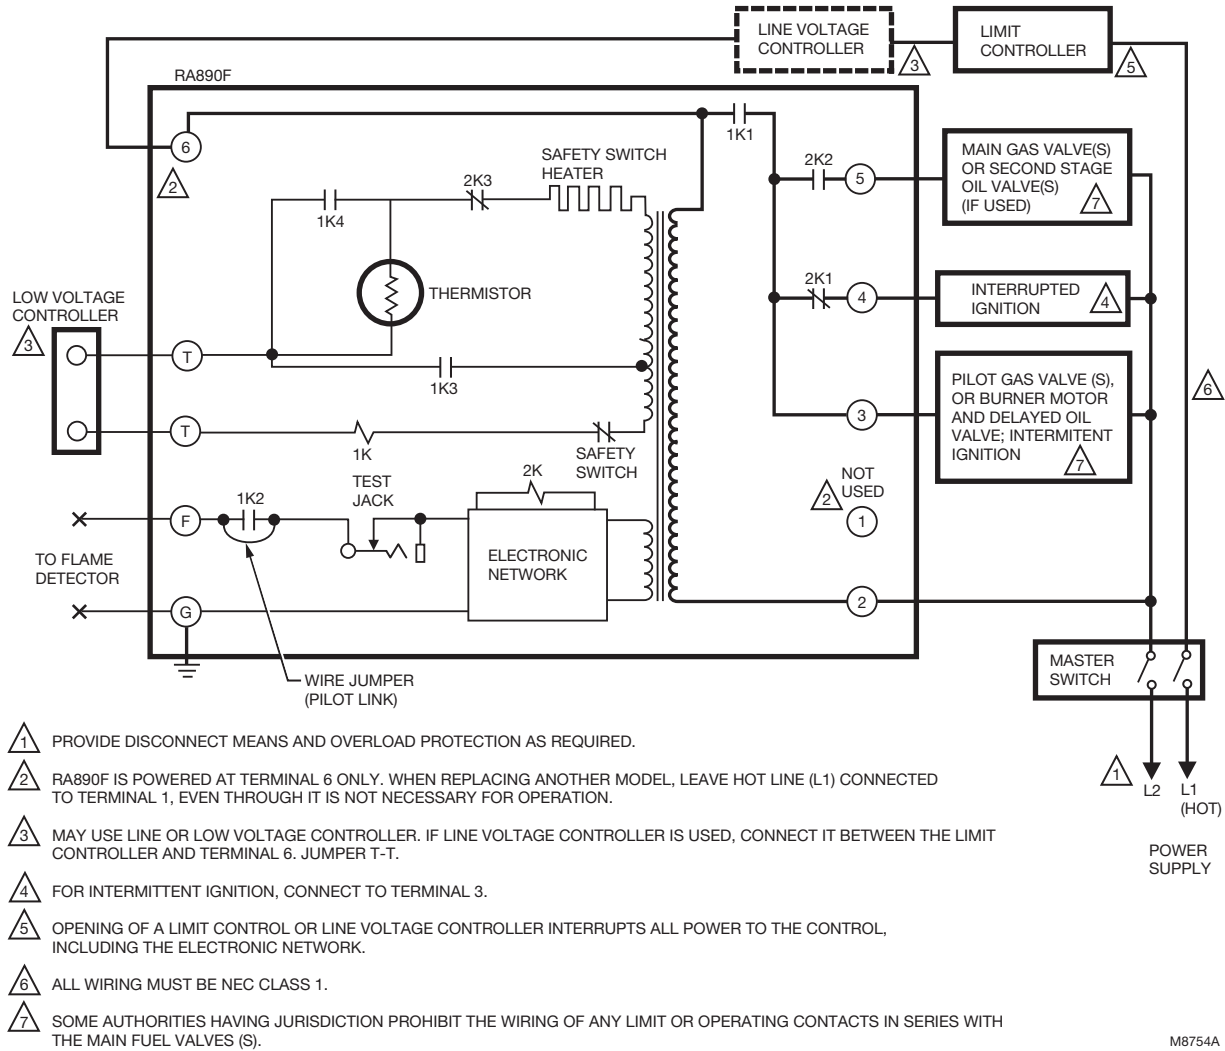 LINE VOLTAGE
CONTROLLER
LIMIT
CONTROLLER
3
5
RA890F
6
2
1K1
SAFETY SWITCH
HEATER
2K3
1K4
THERMISTOR
2K2
5
MAIN GAS VALVE(S)
OR SECOND STAGE
OIL VALVE(S)
(IF USED)
7
2K1
4
INTERRUPTED
IGNITION
4
LOW VOLTAGE
CONTROLLER
3
T
1K3
T
1K
SAFETY
SWITCH
3
PILOT GAS VALVE (S),
OR BURNER MOTOR
AND DELAYED OIL
VALVE; INTERMITENT
IGNITION
7
6
2K
TEST
JACK
1K2
F
NOT
USED
2
1
TO FLAME
DETECTOR
ELECTRONIC
NETWORK
G
2
WIRE JUMPER
(PILOT LINK)
MASTER
SWITCH
1
L2
L1
(HOT)
POWER
SUPPLY
1 PROVIDE DISCONNECT MEANS AND OVERLOAD PROTECTION AS REQUIRED.
2 RA890F IS POWERED AT TERMINAL 6 ONLY. WHEN REPLACING ANOTHER MODEL, LEAVE HOT LINE (L1) CONNECTED
TO TERMINAL 1, EVEN THROUGH IT IS NOT NECESSARY FOR OPERATION.
3 MAY USE LINE OR LOW VOLTAGE CONTROLLER. IF LINE VOLTAGE CONTROLLER IS USED, CONNECT IT BETWEEN THE LIMIT
CONTROLLER AND TERMINAL 6. JUMPER T-T.
4 FOR INTERMITTENT IGNITION, CONNECT TO TERMINAL 3.
5 OPENING OF A LIMIT CONTROL OR LINE VOLTAGE CONTROLLER INTERRUPTS ALL POWER TO THE CONTROL,
INCLUDING THE ELECTRONIC NETWORK.
6 ALL WIRING MUST BE NEC CLASS 1.
7 SOME AUTHORITIES HAVING JURISDICTION PROHIBIT THE WIRING OF ANY LIMIT OR OPERATING CONTACTS IN SERIES WITH
THE MAIN FUEL VALVES (S).
M8754A